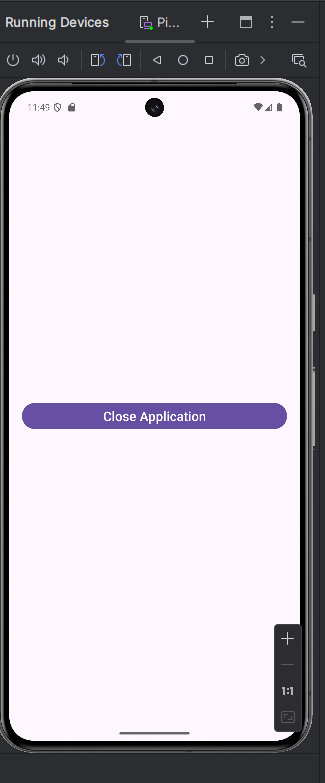 Running Devices
Pi...
11:49
Close Application
1:1